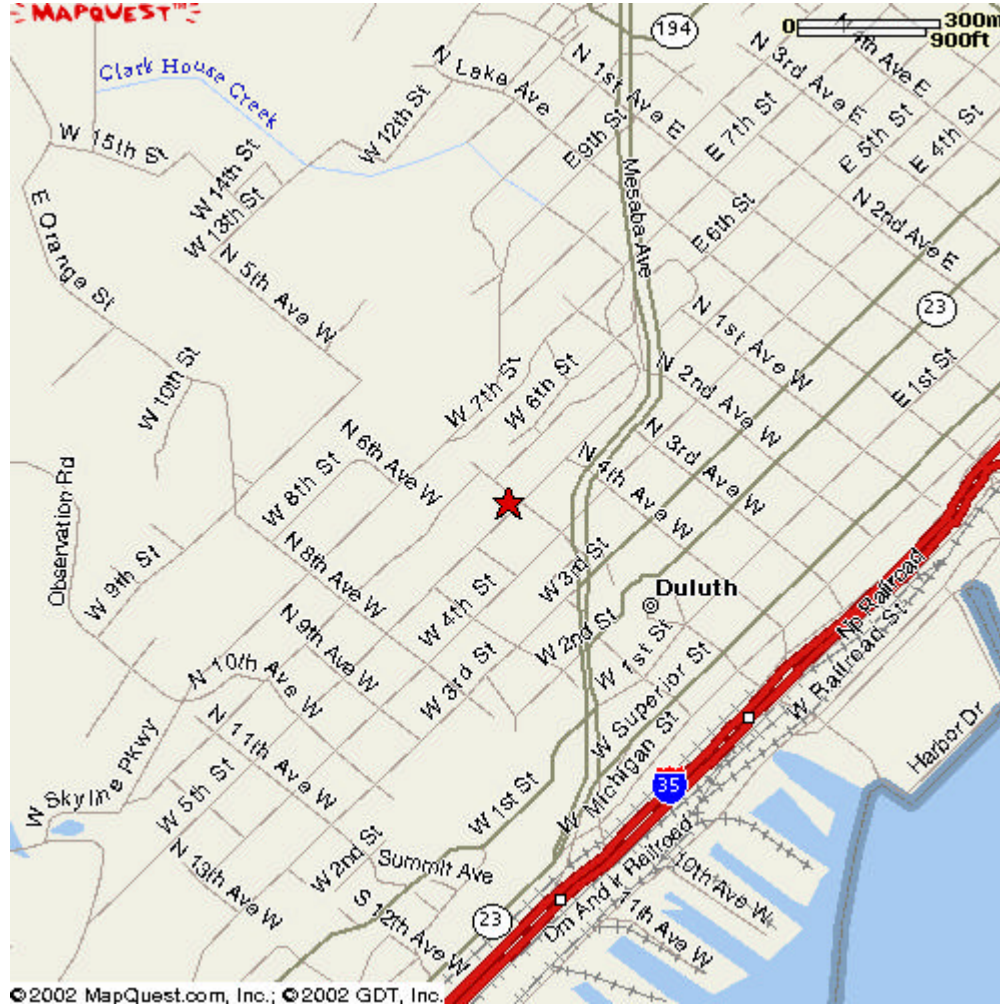 MAPQUEST™
194
0 300m
900ft
Clark House Creek
N Lake Ave
N 1st Ave E
N 3rd Ave E
N 4th Ave E
W 15th St
W 12th St
E 9th St
E 7th St
E 5th St
E 4th St
W 14th St
W 13th St
Mesaba Ave
E 6th St
N 2nd Ave E
E Orange St
N 5th Ave W
23
N 1st Ave W
E 1st St
W 10th St
W 7th St
W 6th St
N 2nd Ave W
N 6th Ave W
N 3rd Ave W
N 4th Ave W
Observation Rd
W 8th St
W 9th St
N 8th Ave W
W 4th St
W 3rd St
Duluth
Np Railroad
N 9th Ave W
W 2nd St
W 1st St
W Railroad St
N 10th Ave W
W 3rd St
W Superior St
Harbor Dr
N 11th Ave W
W Michigan St
35
W Skyline Pkwy
W 5th St
W 1st St
N 13th Ave W
W 2nd St
Summit Ave
Dm And Ir Railroad
10th Ave W
11th Ave W
S 12th Ave W
23
©2002 MapQuest.com, Inc.; ©2002 GDT, Inc.